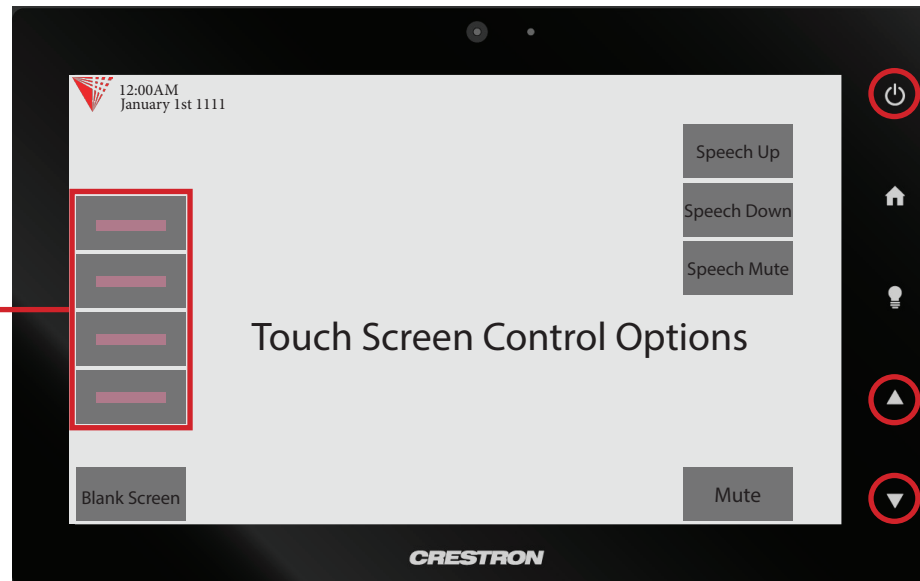 12:00AM
January 1st 1111
Speech Up
Speech Down
Speech Mute
Touch Screen Control Options
Blank Screen
Mute
CRESTRON